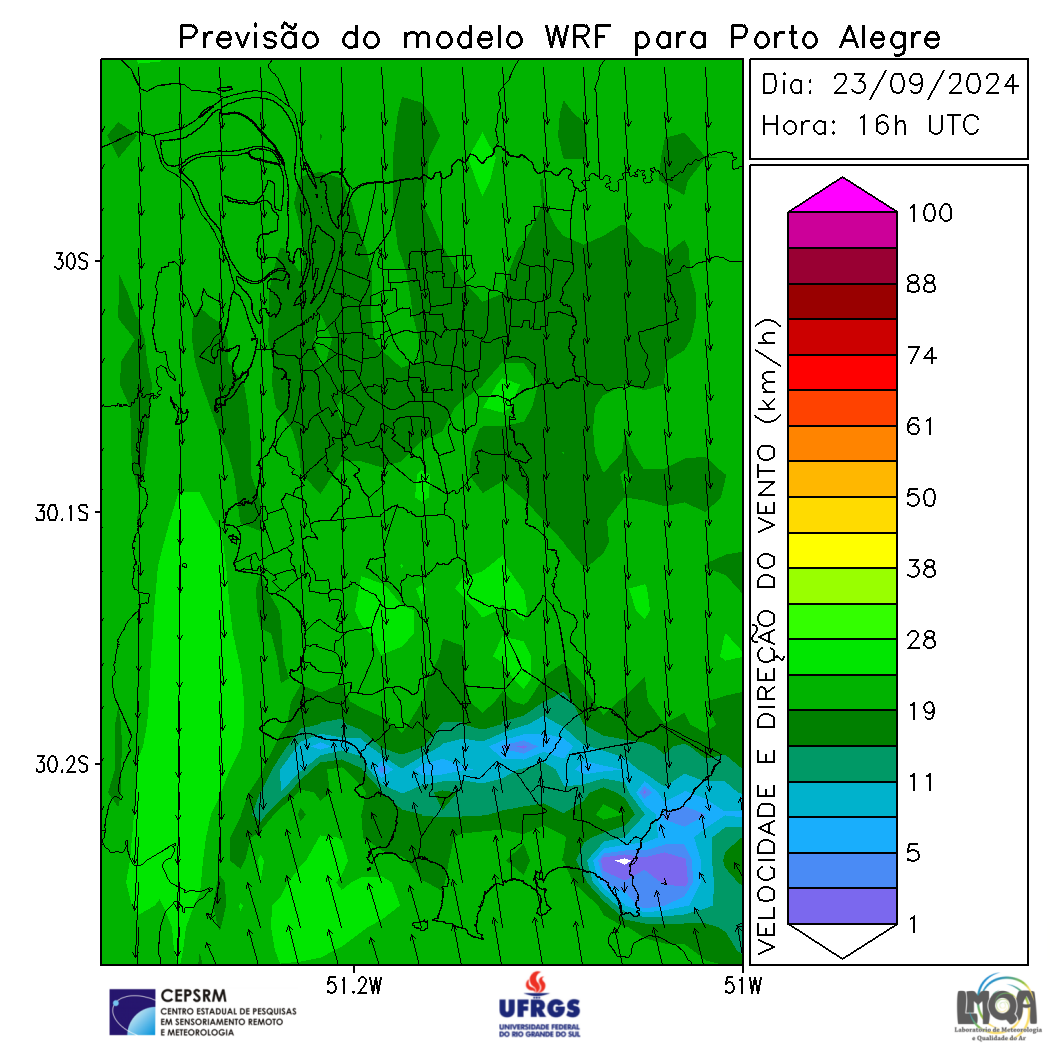 Previsão do modelo WRF para Porto Alegre
Dia: 23/09/2024
Hora: 16h UTC
30S
30.1S
30.2S
51.2W
51W
VELOCIDADE E DIREÇÃO DO VENTO (km/h)
100
88
74
61
50
38
28
19
11
5
1
CEPSRM
CENTRO ESTADUAL DE PESQUISAS
EM SENSORIAMENTO REMOTO
E METEOROLOGIA
UFRGS
UNIVERSIDADE FEDERAL
DO RIO GRANDE DO SUL
LMQA
Laboratório de Meteorologia
e Qualidade do Ar